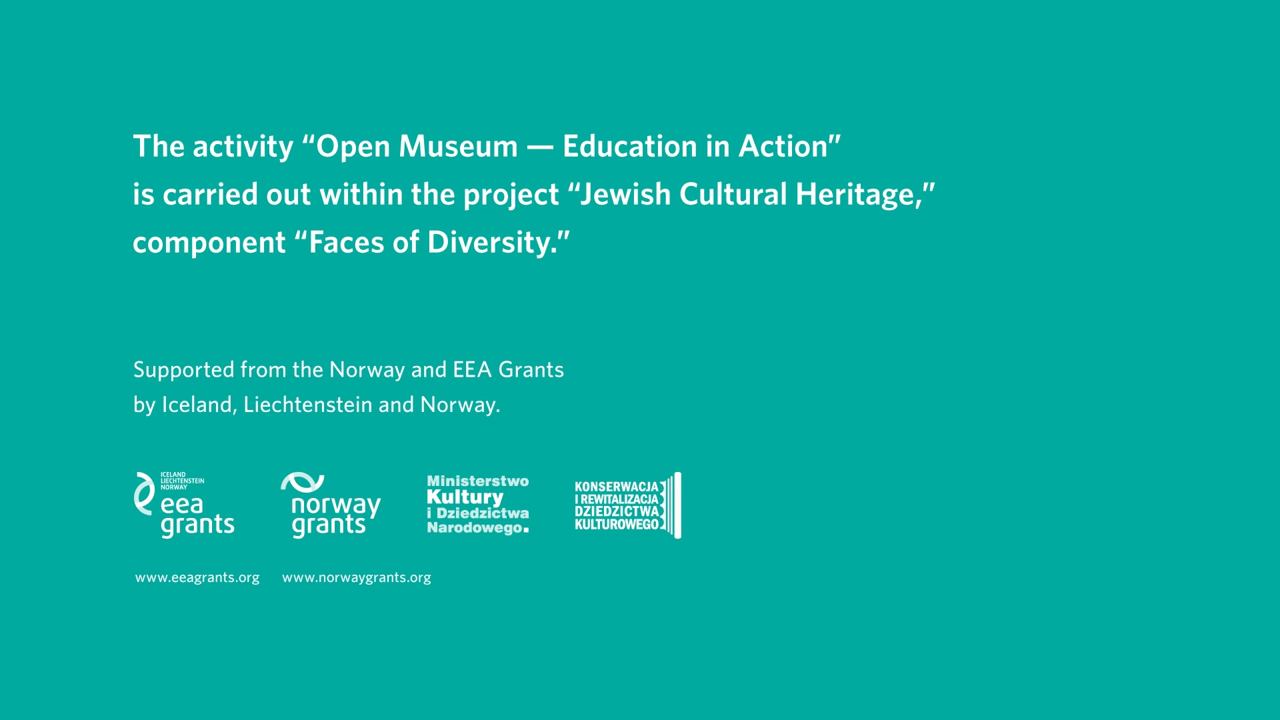 The activity “Open Museum — Education in Action”
is carried out within the project “Jewish Cultural Heritage,”
component “Faces of Diversity.”
Supported from the Norway and EEA Grants
by Iceland, Liechtenstein and Norway.
ICELAND
LIECHTENSTEIN
NORWAY
eea
grants
norway
grants
Ministerstwo
Kultury
i Dziedzictwa
Narodowego.
KONSERWACJA
I REWITALIZACJA
DZIEDZICTWA
KULTUROWEGO
www.eeagrants.org
www.norwaygrants.org